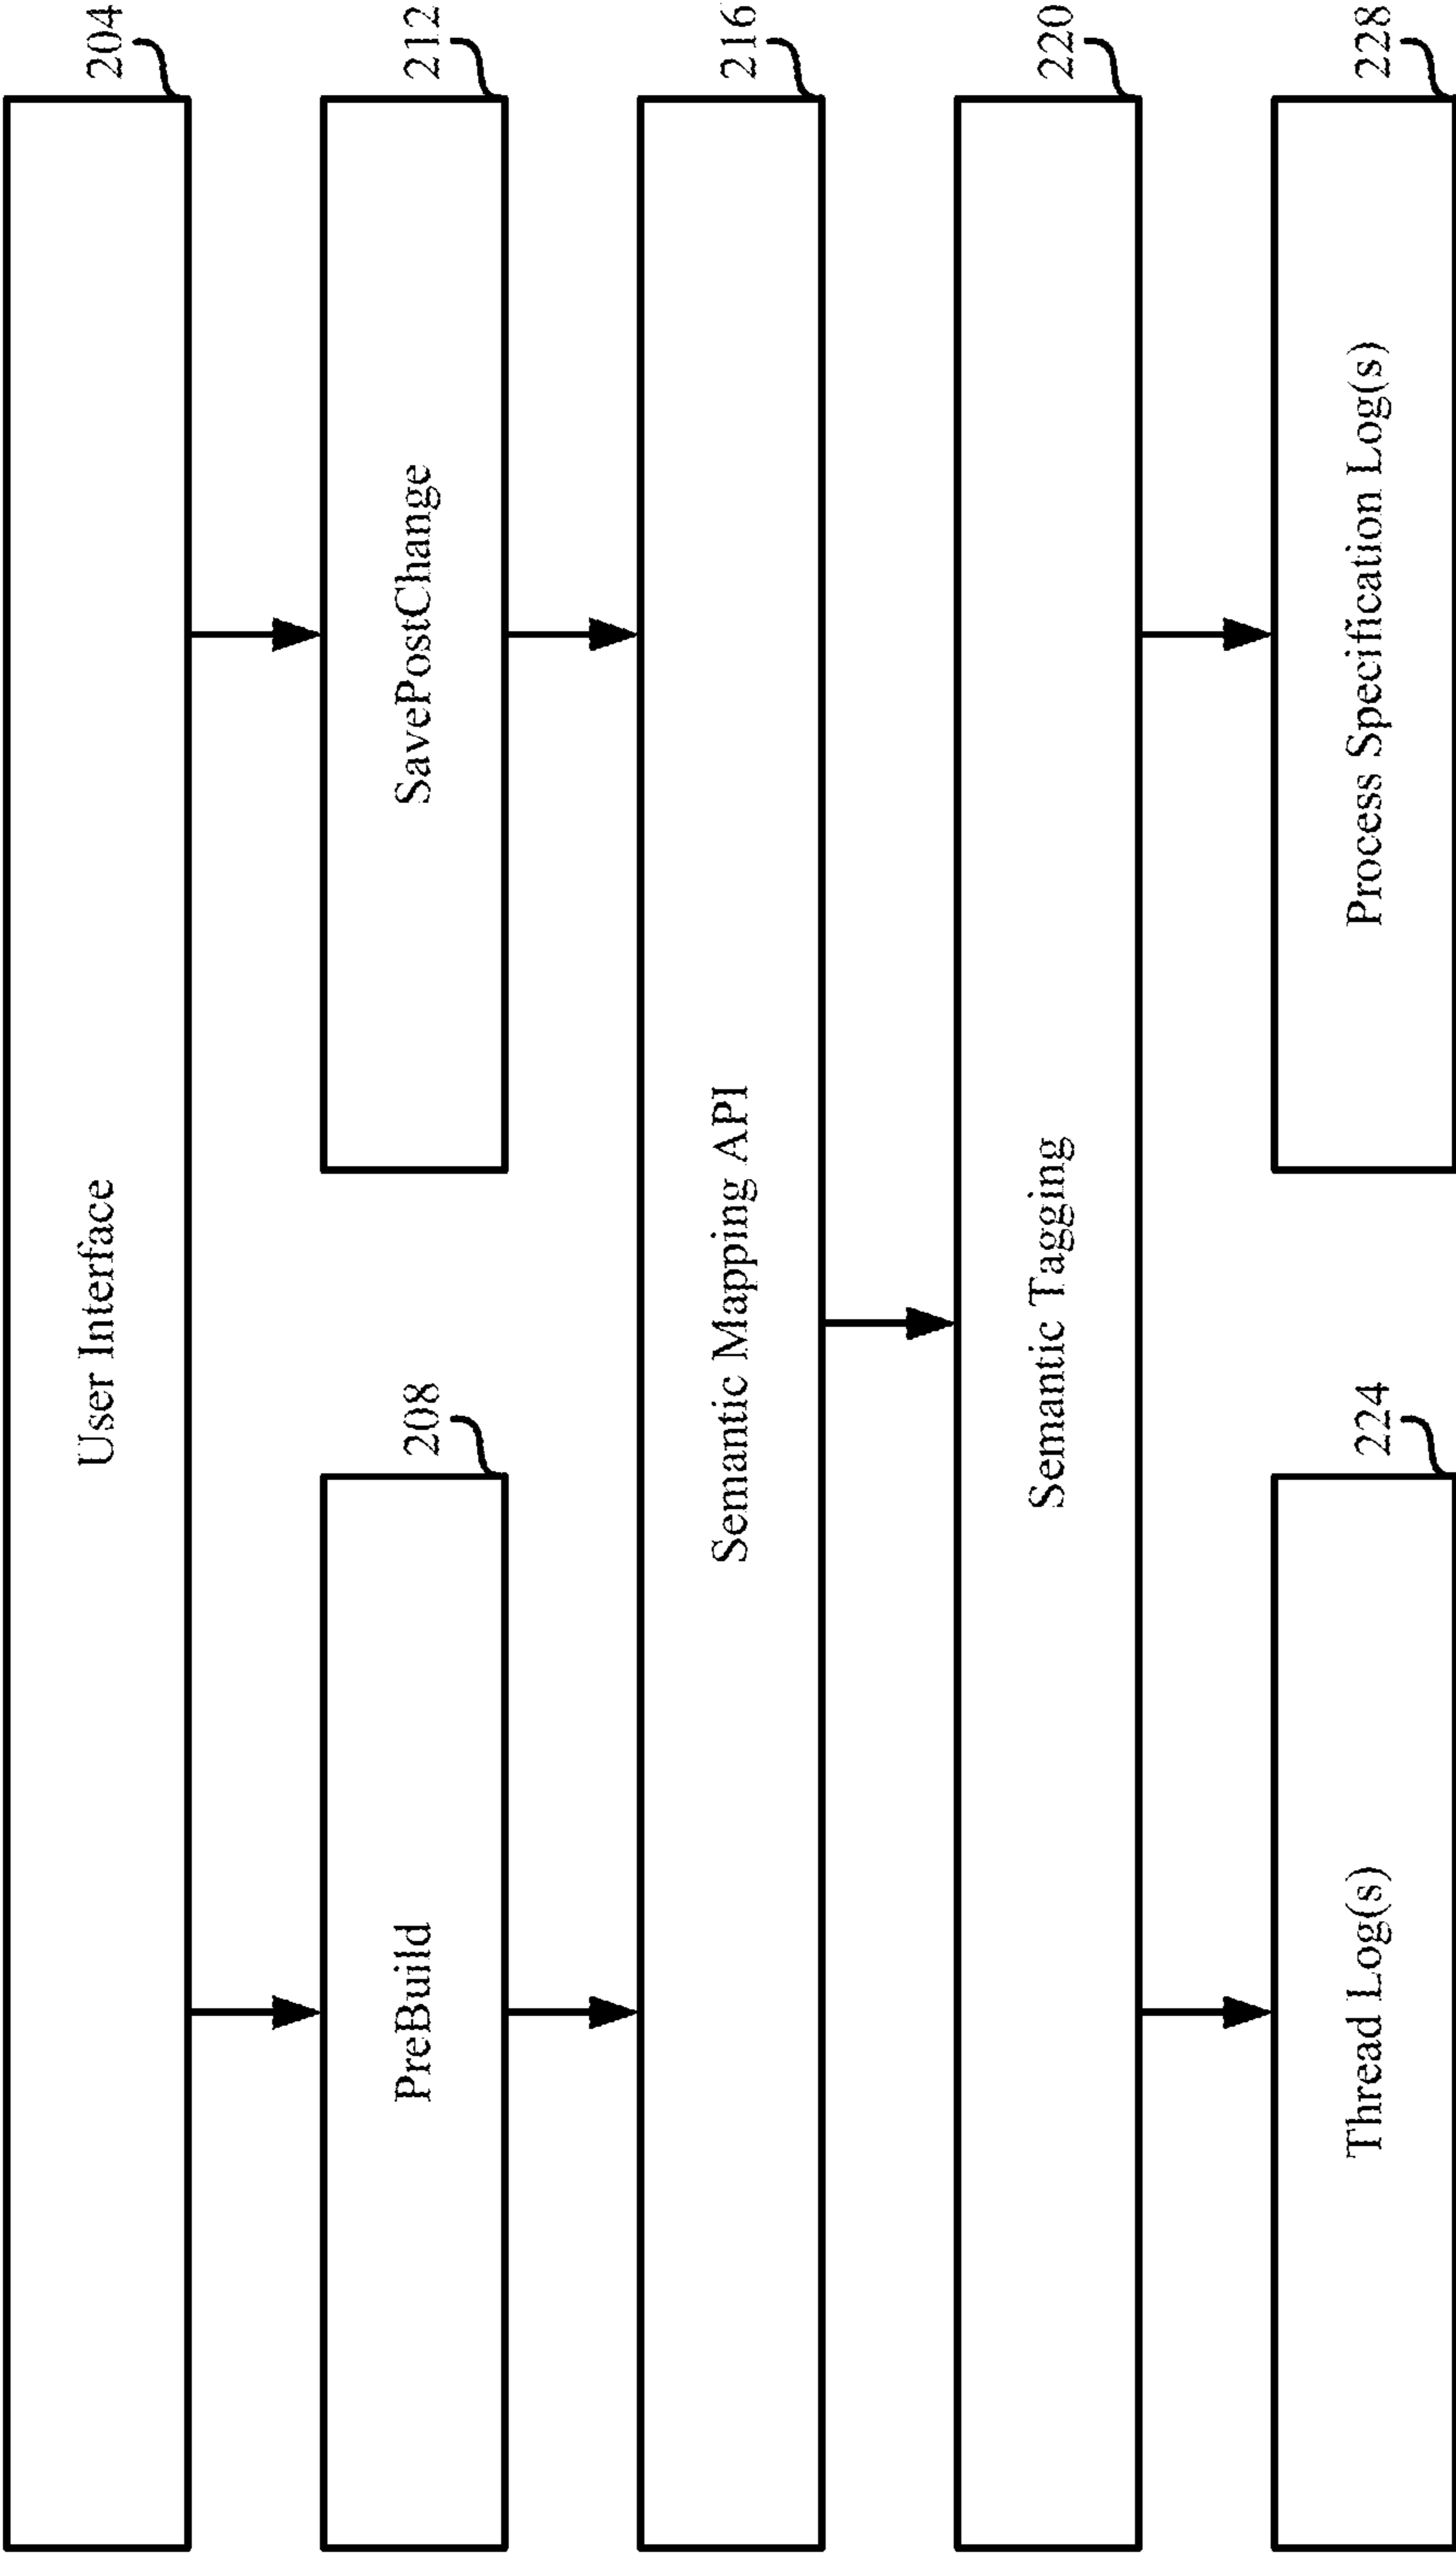 User Interface
204
PreBuild
208
SavePostChange
212
Semantic Mapping API
216
Semantic Tagging
220
Thread Log(s)
224
Process Specification Log(s)
228